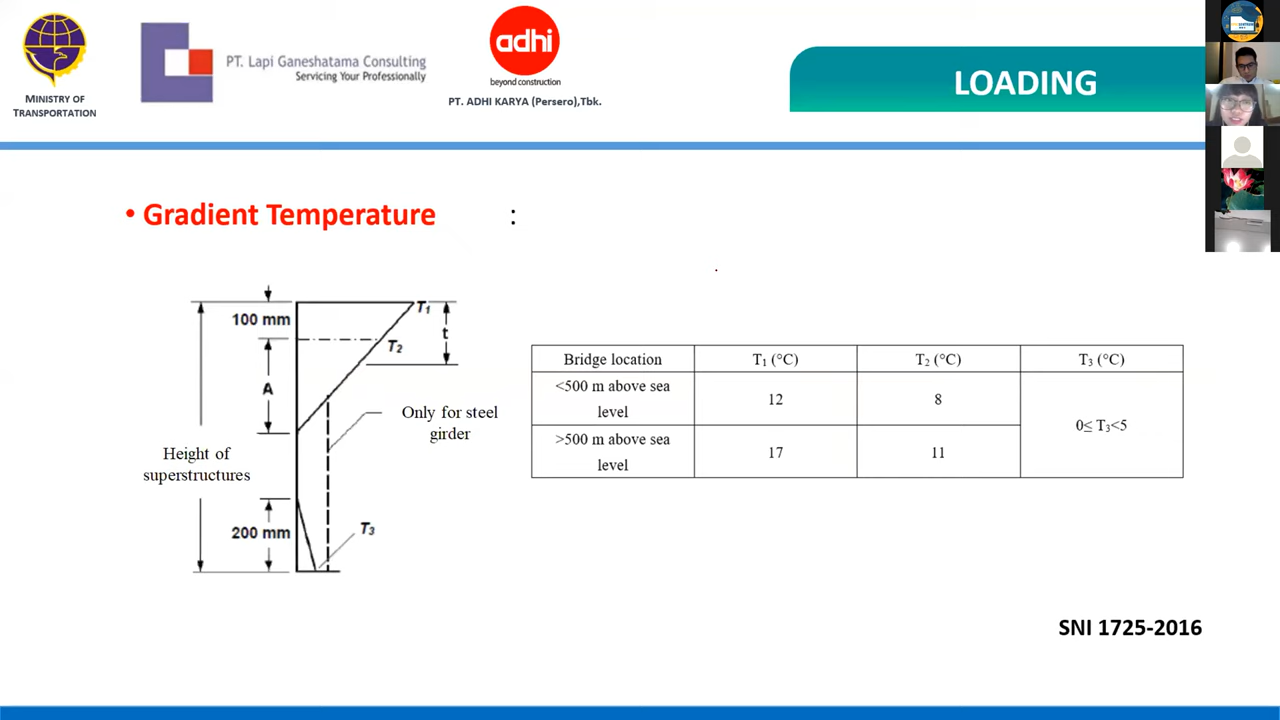 MINISTRY OF
TRANSPORTATION
PT. Lapi Ganeshatama Consulting
Servicing Your Professionally
adhi
beyond construction
PT. ADHI KARYA (Persero),Tbk.
LOADING
• Gradient Temperature :
100 mm
T1
t
T2
A
Only for steel
girder
Height of
superstructures
200 mm
T3
Bridge location T1 (°C) T2 (°C) T3 (°C)
<500 m above sea
level
12 8
0≤ T3<5
>500 m above sea
level
17 11
SNI 1725-2016